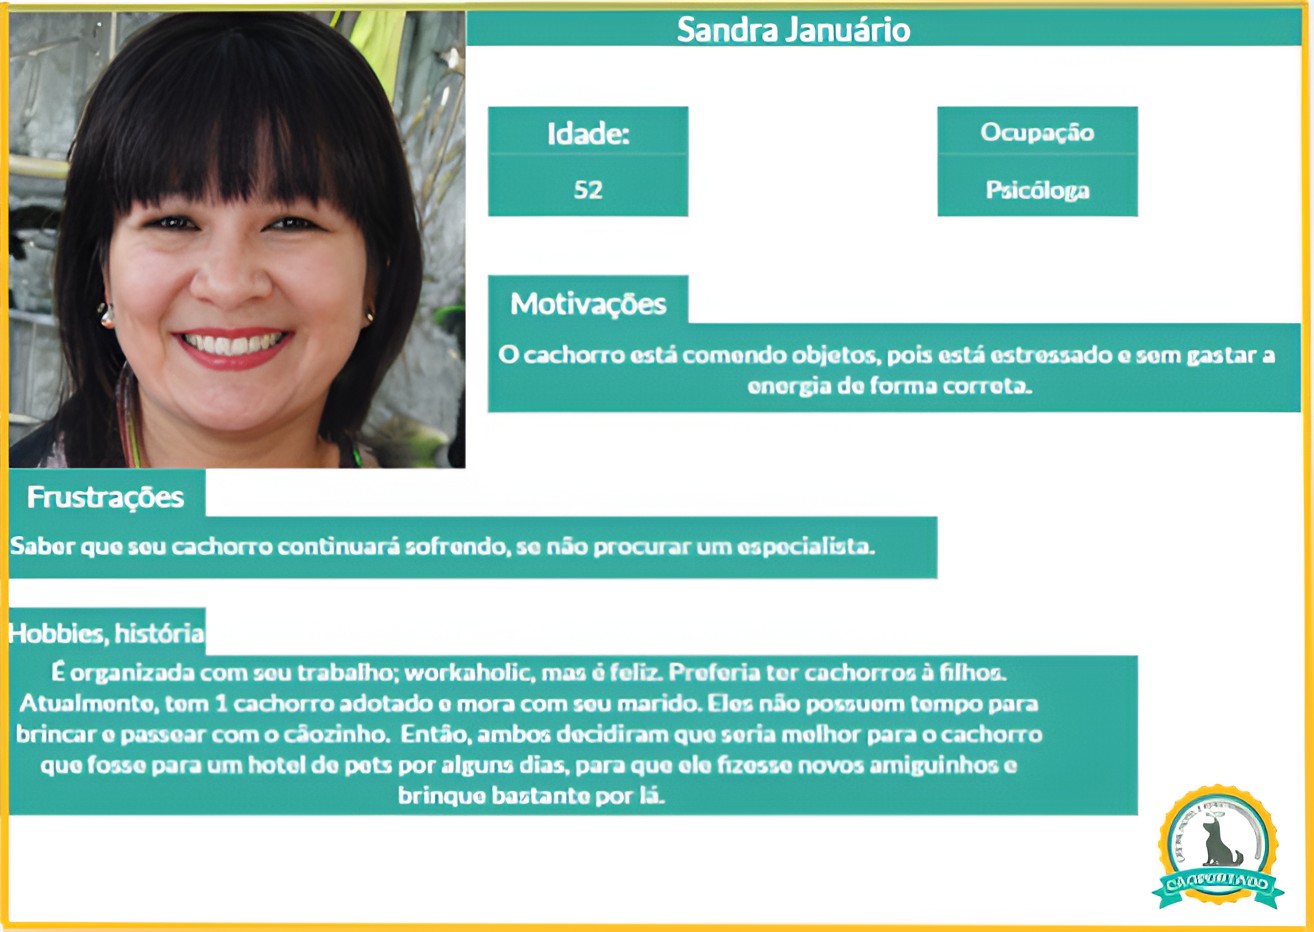 Sandra Januário
Idade:
52
Ocupação
Psicóloga
Motivações
O cachorro está comendo objetos, pois está estressado e sem gastar a
energia de forma correta.
Frustrações
Saber que seu cachorro continuará sofrendo, se não procurar um especialista.
Hobbies, história
É organizada com seu trabalho; workaholic, mas é feliz. Preferia ter cachorros à filhos.
Atualmente, tem 1 cachorro adotado e mora com seu marido. Eles não possuem tempo para
brincar e passear com o cãozinho. Então, ambos decidiram que seria melhor para o cachorro
que fosse para um hotel de pets por alguns dias, para que ele fizesse novos amiguinhos e
brinque bastante por lá.